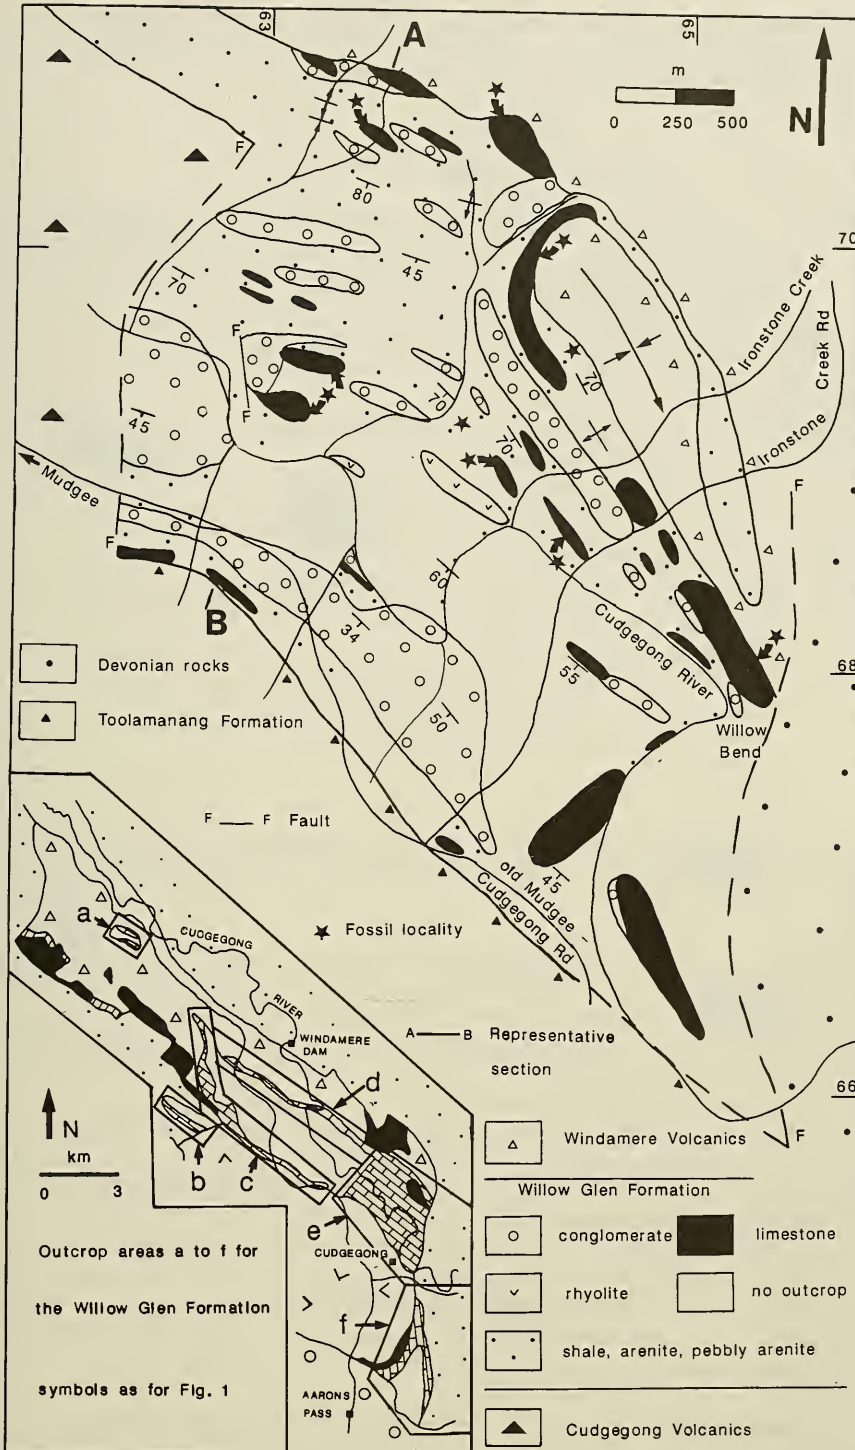 63
65
A
m
0 250 500
N
F
80
45
70
70
F
F
70
70
70
45
Ironstone Creek
Ironstone
Creek Rd
Mudgee
F
F
B
34
60
50
55
Cudgegong River
68
Willow
Bend
45
old Mudgee
Cudgegong Rd
66
F
Devonian rocks
Toolamanang Formation
F — F Fault
Fossil locality
A — B Representative
section
Windamere Volcanics
Willow Glen Formation
conglomerate
limestone
rhyolite
no outcrop
shale, arenite, pebbly arenite
Cudgegong Volcanics
a
CUDGEGONG
RIVER
WINDAMERE
DAM
d
N
km
0 3
b
c
e
CUDGEGONG
f
AARONS
PASS
Outcrop areas a to f for
the Willow Glen Formation
symbols as for Fig. 1